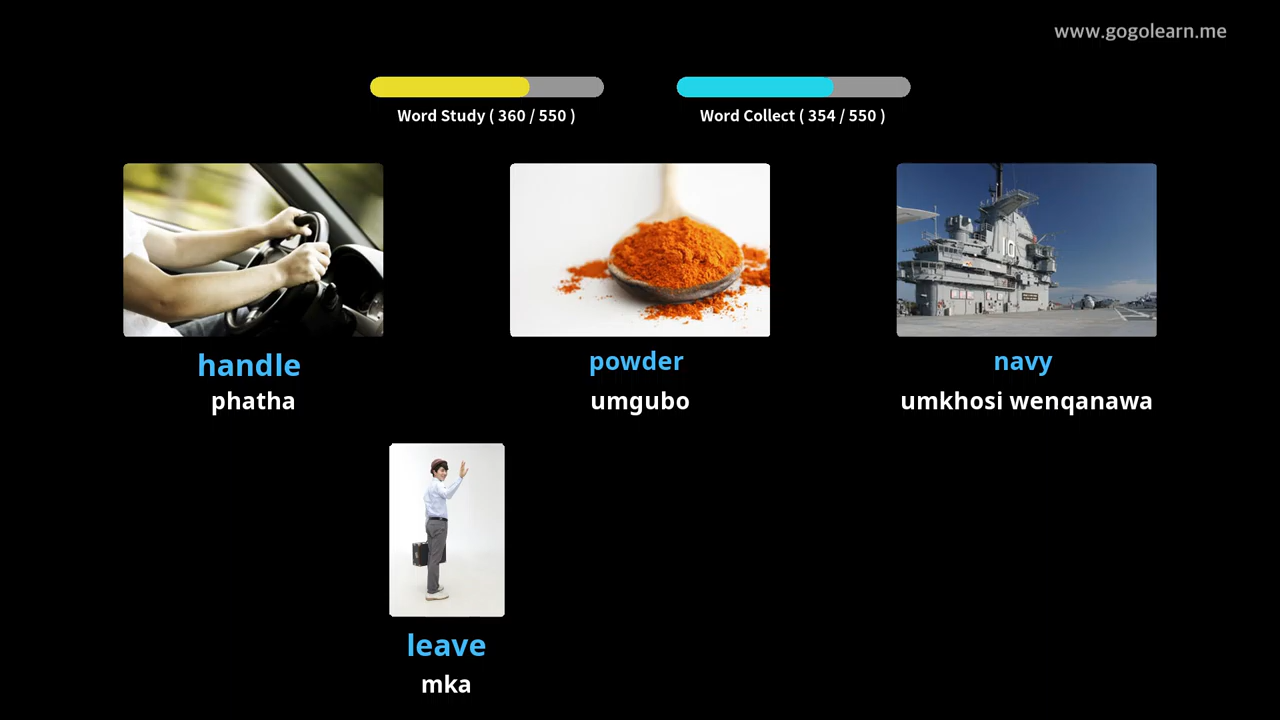 www.gogolearn.me
Word Study ( 360 / 550 )
Word Collect ( 354 / 550 )
handle
phatha
powder
umgubo
navy
umkhosi wenqanawa
10
leave
mka